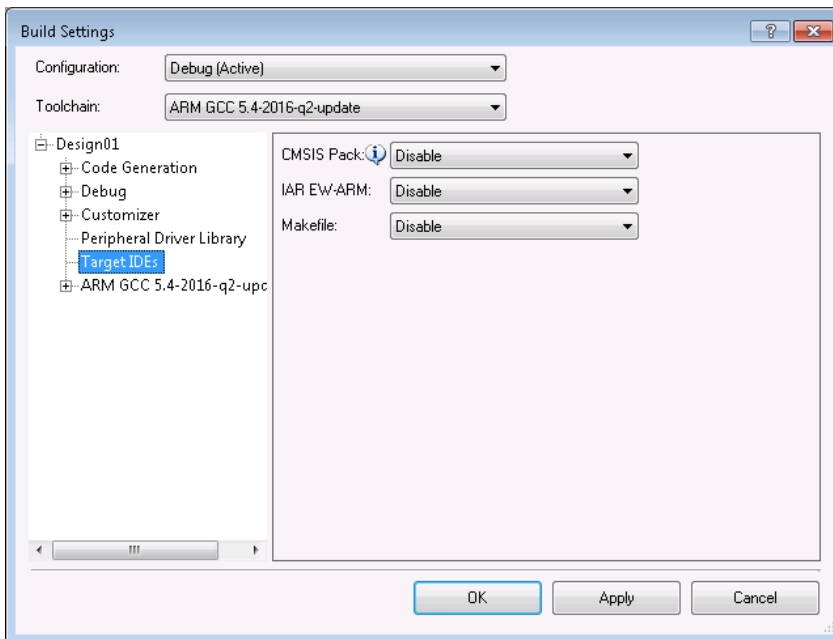 Build Settings
Configuration: Debug (Active)
Toolchain: ARM GCC 5.4-2016-q2-update
Design01
Code Generation
Debug
Customizer
Peripheral Driver Library
Target IDEs
ARM GCC 5.4-2016-q2-upd
CMSIS Pack: Disable
IAR EW-ARM: Disable
Makefile: Disable
OK Apply Cancel